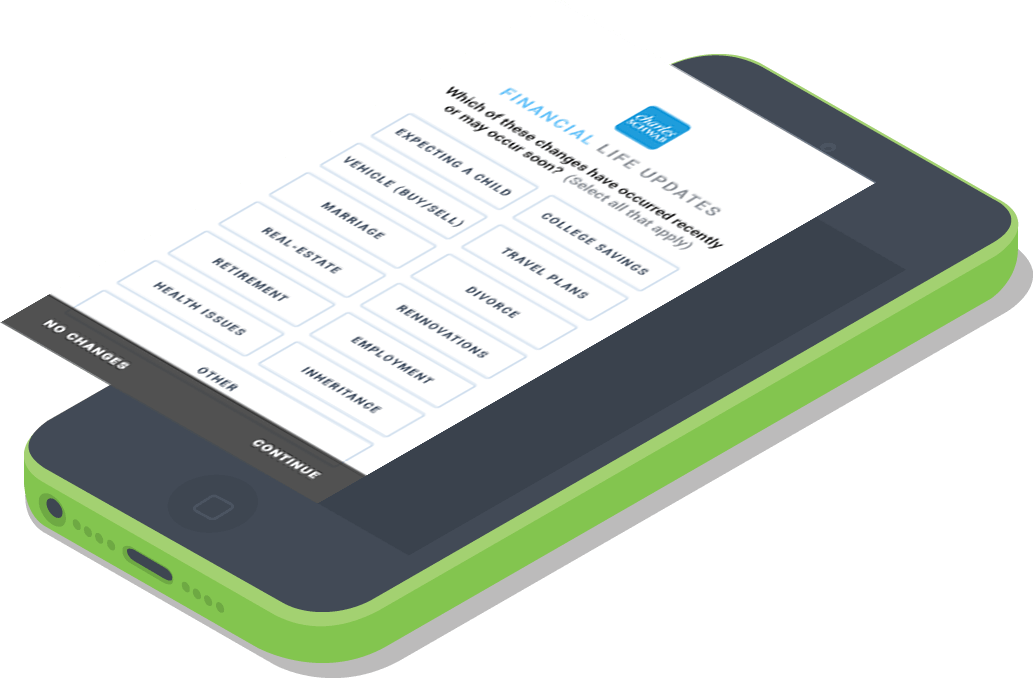 charles
SCHWAB
FINANCIAL LIFE UPDATES
Which of these changes have occurred recently
or may occur soon? (Select all that apply)
EXPECTING A CHILD
COLLEGE SAVINGS
VEHICLE (BUY/SELL)
TRAVEL PLANS
MARRIAGE
DIVORCE
REAL-ESTATE
RENNOVATIONS
RETIREMENT
EMPLOYMENT
HEALTH ISSUES
INHERITANCE
OTHER
NO CHANGES
CONTINUE